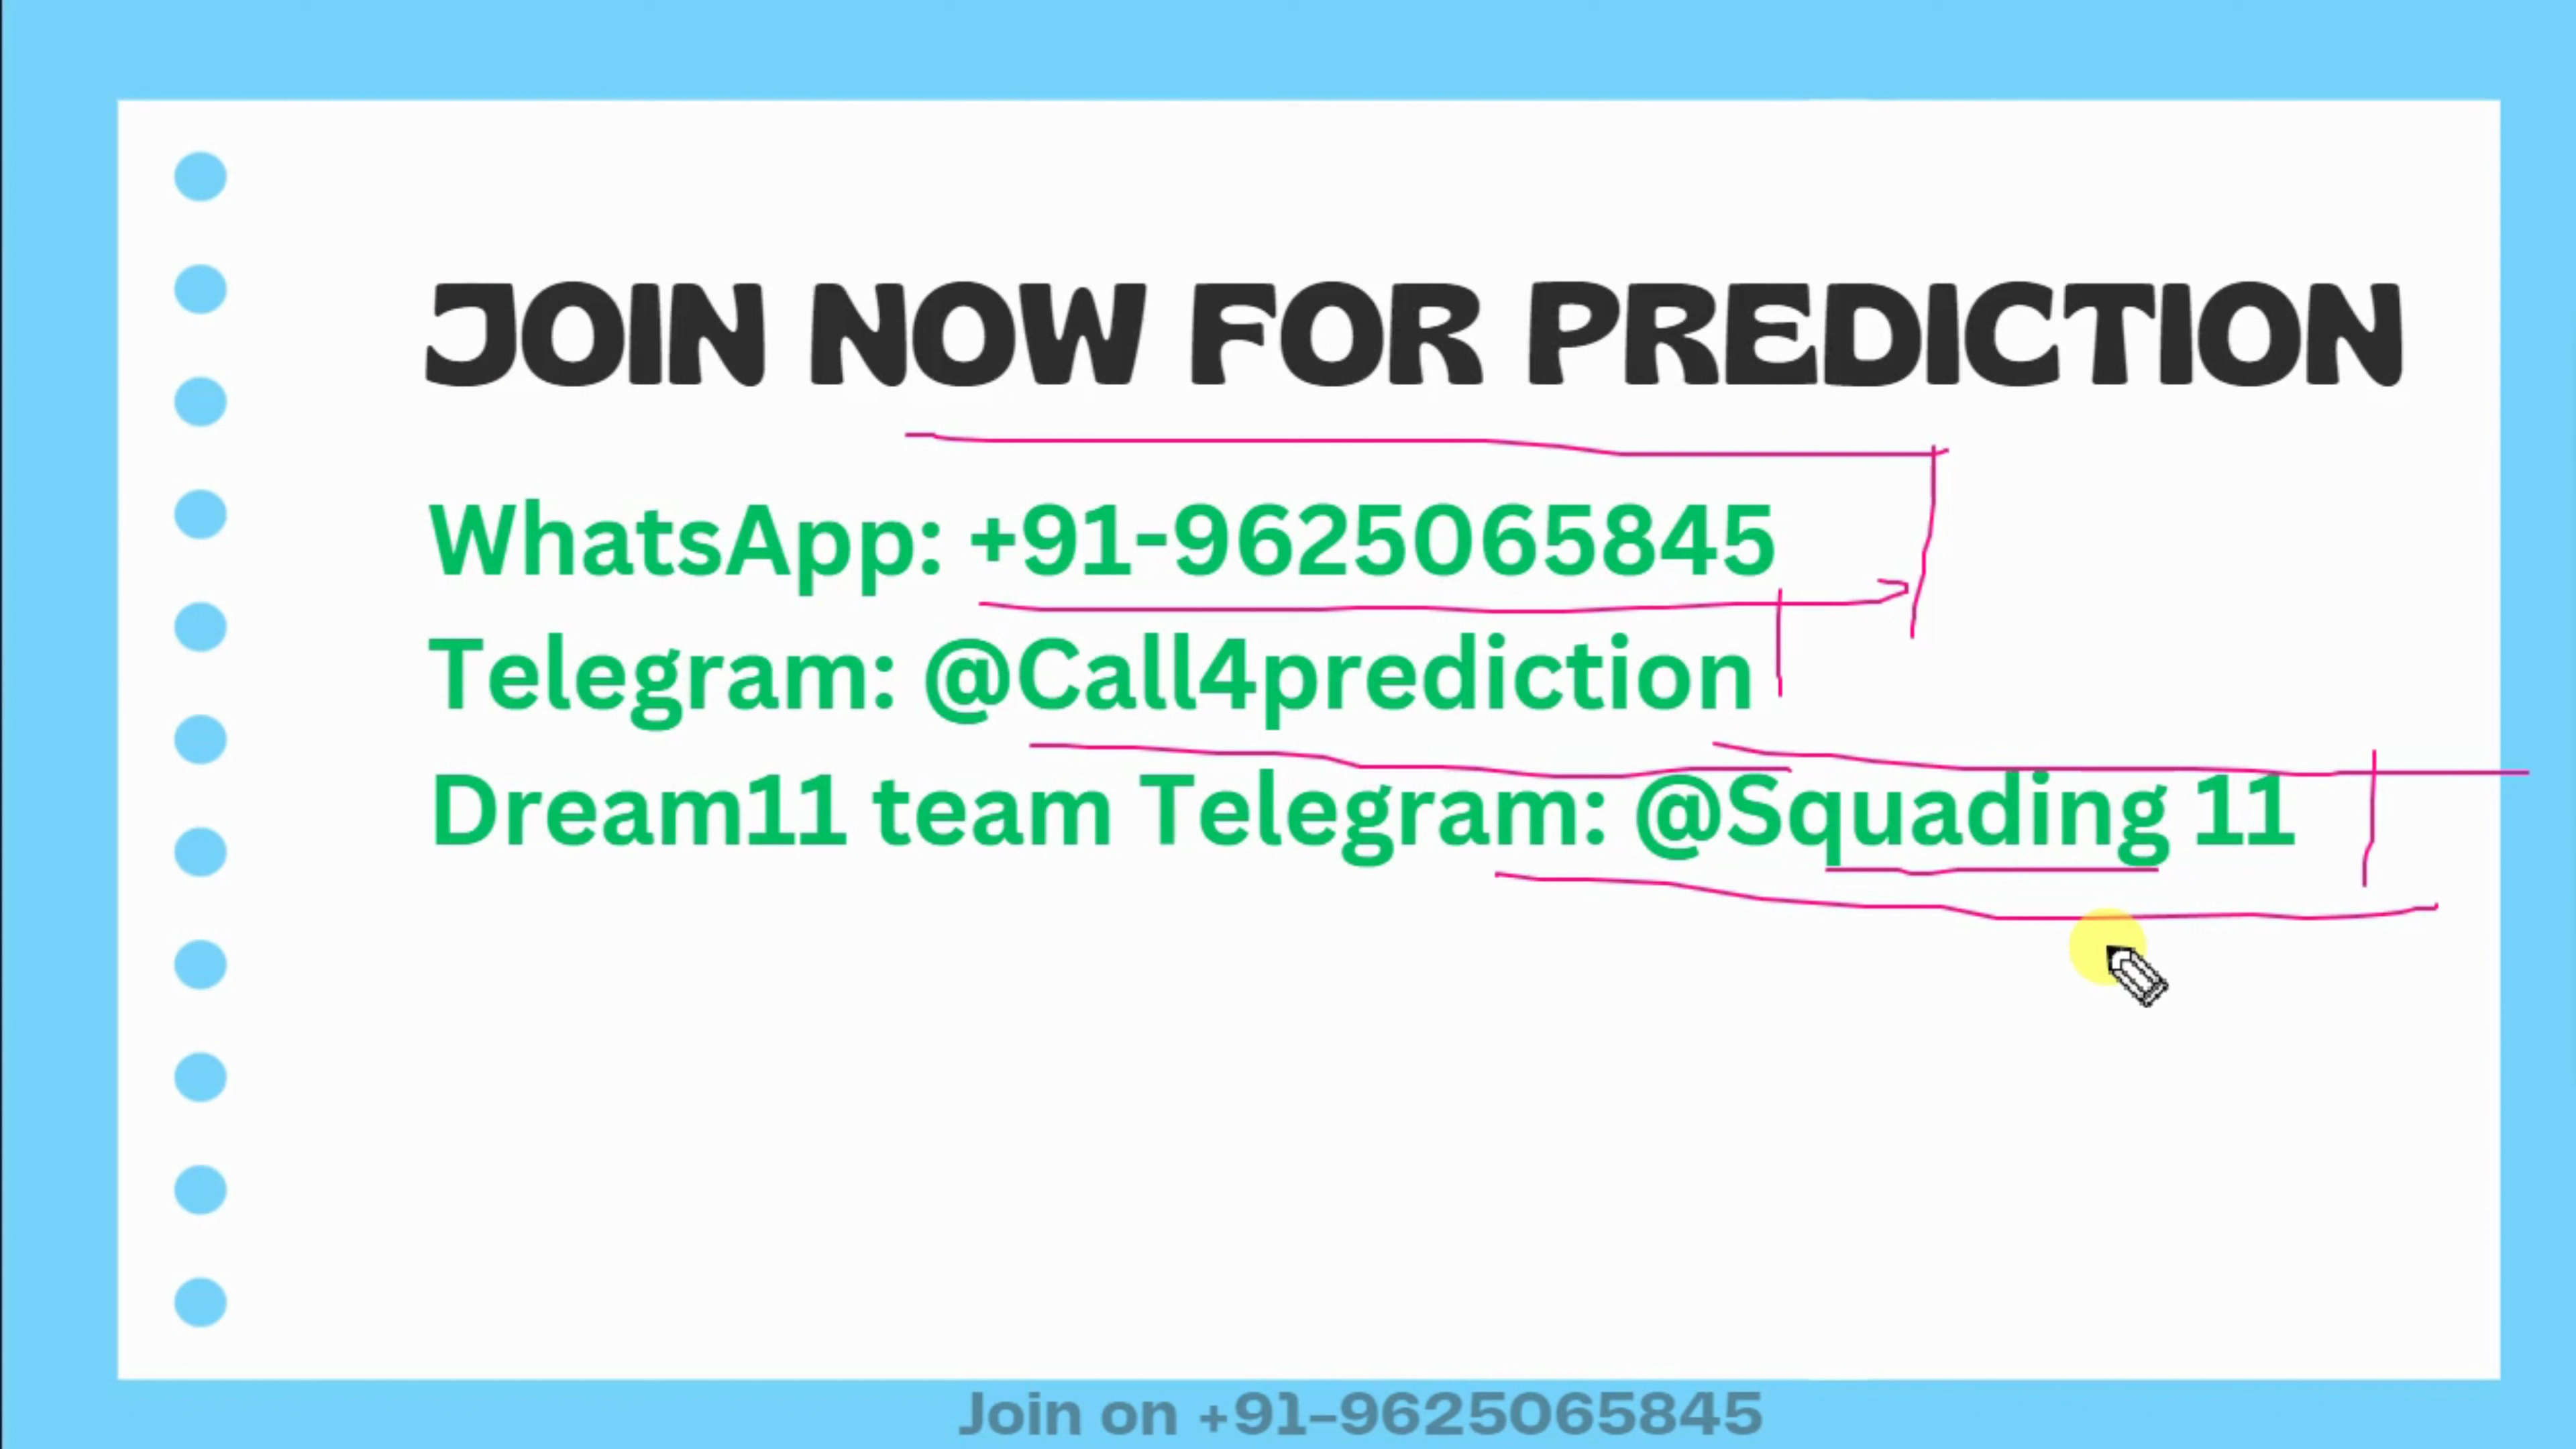 JOIN NOW FOR PREDICTION
WhatsApp: +91-9625065845
Telegram: @Call4prediction
Dream11 team Telegram: @Squading 11
Join on +91-9625065845